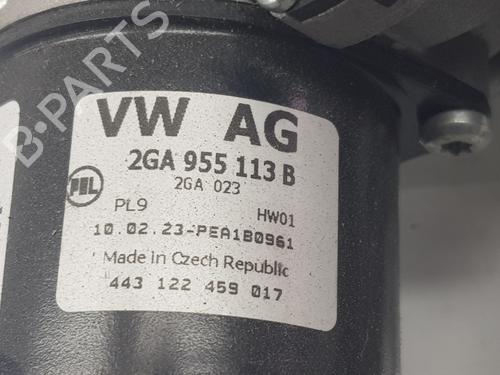 B-PARTS
VW AG
2GA 955 113 B
2GA 023
PEL
PL9 HW01
10.02.23-PEA1B0961
Made in Czech Republic
443 122 459 017